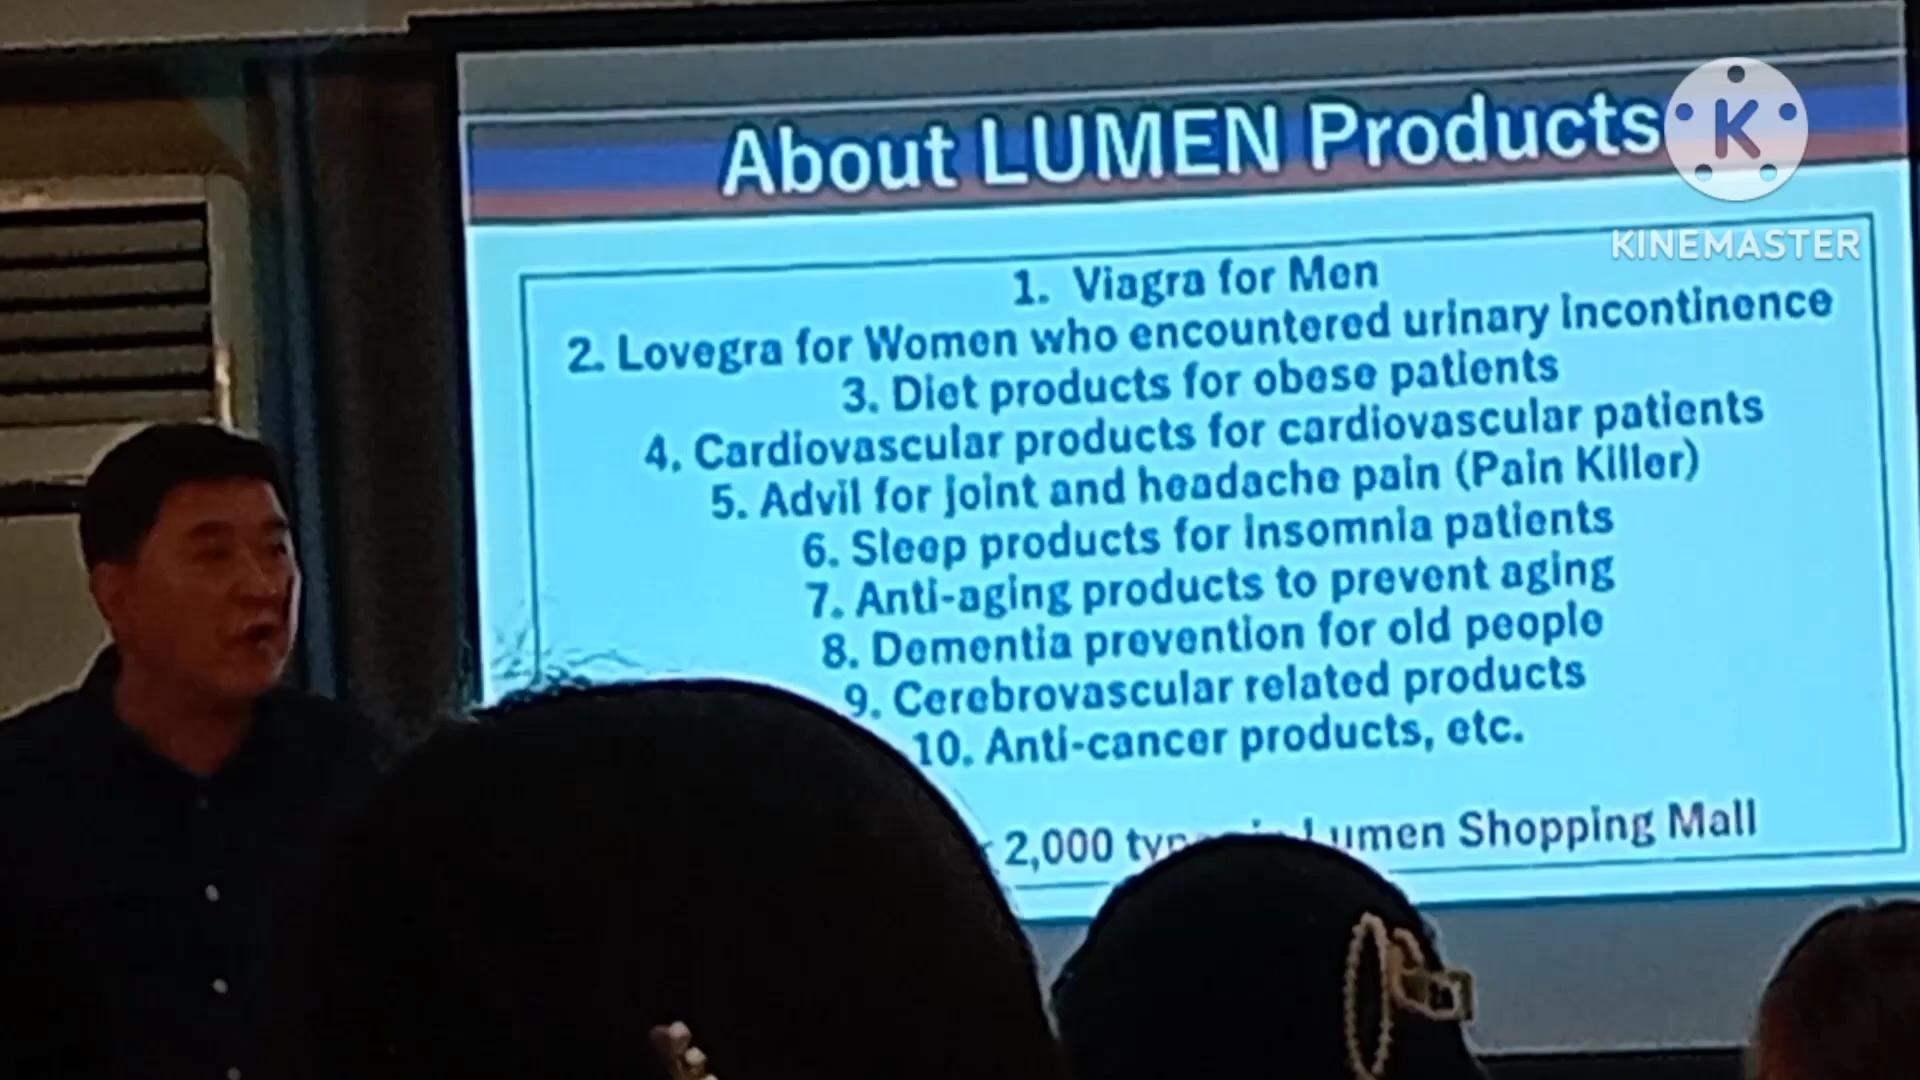 About LUMEN Products
K
KINEMASTER
1. Viagra for Men
2. Lovegra for Women who encountered urinary incontinence
3. Diet products for obese patients
4. Cardiovascular products for cardiovascular patients
5. Advil for joint and headache pain (Pain Killer)
6. Sleep products for insomnia patients
7. Anti-aging products to prevent aging
8. Dementia prevention for old people
9. Cerebrovascular related products
10. Anti-cancer products, etc.
2,000 Lumen Shopping Mall